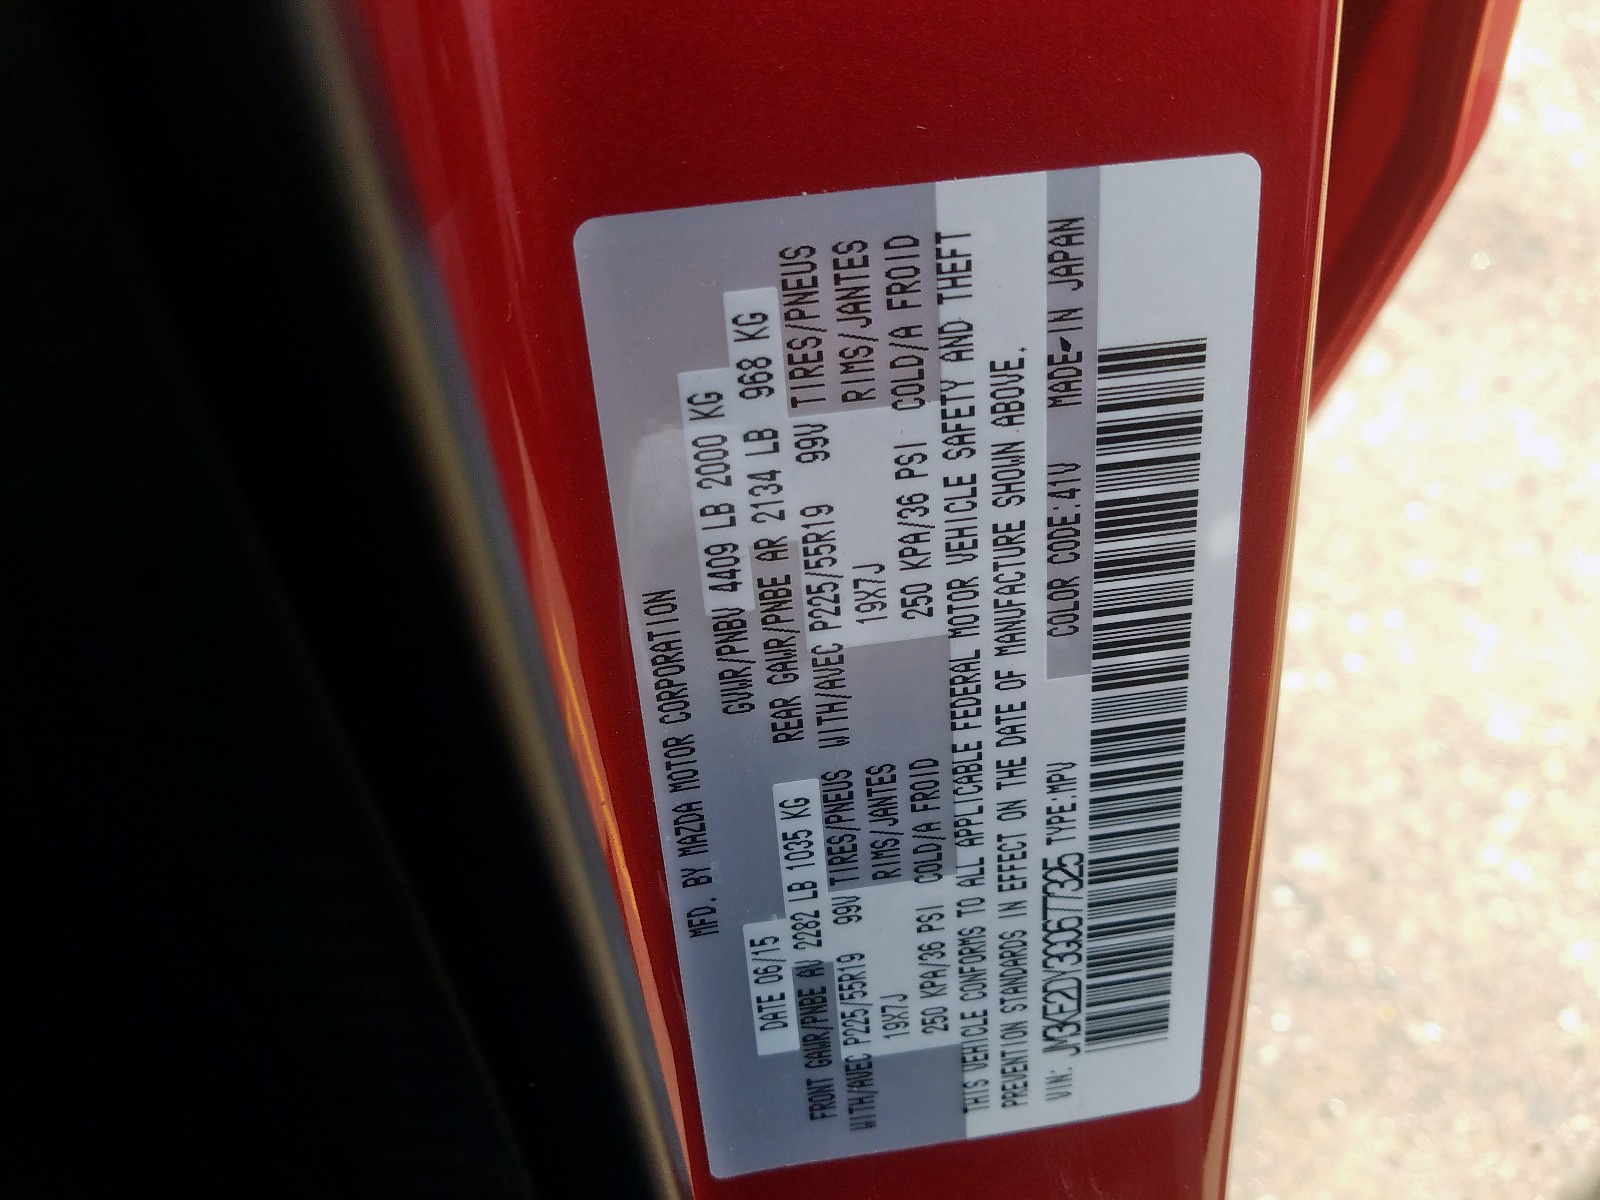 MFD. BY MAZDA MOTOR CORPORATION
DATE 06/15 GVWR/PNBV 4409 LB 2000 KG
FRONT GAWR/PNBE AV 2282 LB 1035 KG REAR GAWR/PNBE AR 2134 LB 968 KG
WITH/AVEC P225/55R19 99V TIRES/PNEUS WITH/AVEC P225/55R19 99V TIRES/PNEUS
19X7J RIMS/JANTES 19X7J RIMS/JANTES
250 KPA/36 PSI COLD/A FROID 250 KPA/36 PSI COLD/A FROID
THIS VEHICLE CONFORMS TO ALL APPLICABLE FEDERAL MOTOR VEHICLE SAFETY AND THEFT
PREVENTION STANDARDS IN EFFECT ON THE DATE OF MANUFACTURE SHOWN ABOVE.
VIN: JM3KE2DY3G0677325 TYPE:MPV COLOR CODE:41V MADE IN JAPAN